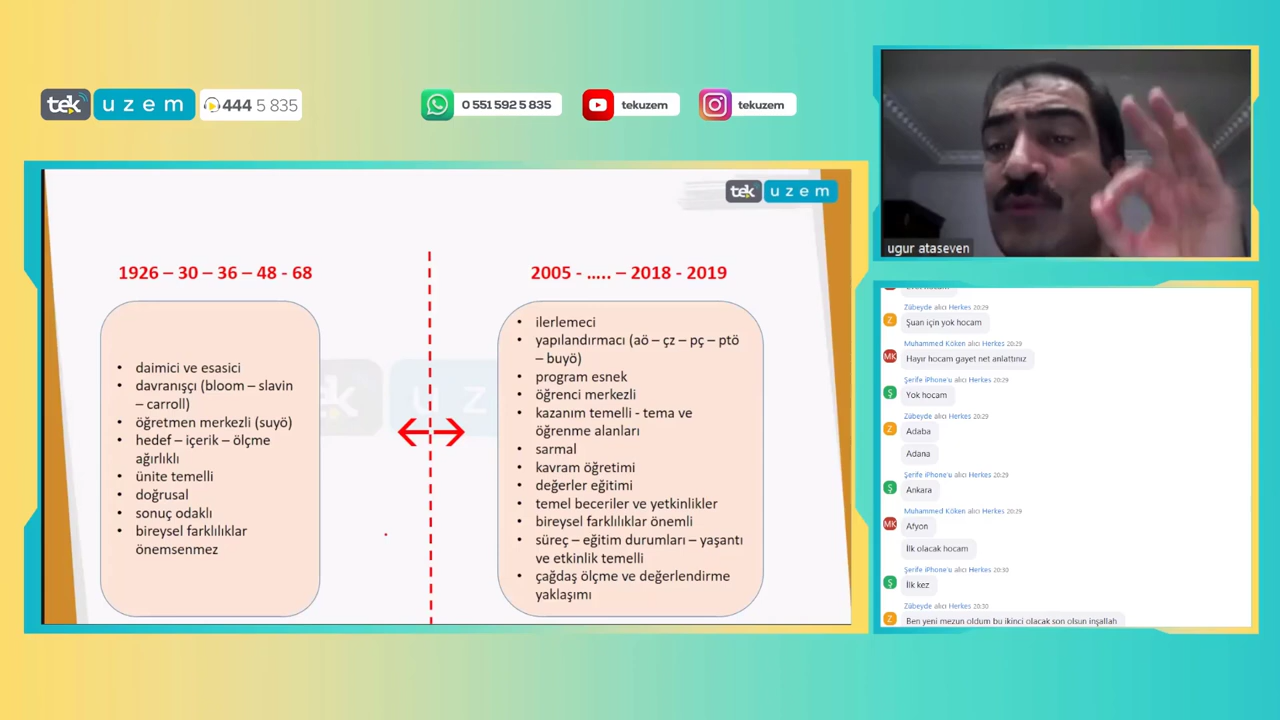 tek uzem 444 5 835
0 551 592 5 835
tekuzem
tekuzem
tek uzem
1926 – 30 – 36 – 48 - 68
• daimici ve esasici
• davranışçı (bloom – slavin
– carroll)
• öğretmen merkezli (suyö)
• hedef – içerik – ölçme
ağırlıklı
• ünite temelli
• doğrusal
• sonuç odaklı
• bireysel farklılıklar
önemsenmez
2005 - ..... – 2018 - 2019
• ilerlemeci
• yapılandırmacı (aö – çz – pç – ptö
– buyö)
• program esnek
• öğrenci merkezli
• kazanım temelli - tema ve
öğrenme alanları
• sarmal
• kavram öğretimi
• değerler eğitimi
• temel beceriler ve yetkinlikler
• bireysel farklılıklar önemli
• süreç – eğitim durumları – yaşantı
ve etkinlik temelli
• çağdaş ölçme ve değerlendirme
yaklaşımı
ugur ataseven
Zübeyde alıcı Herkes 20:29
Z
Şuan için yok hocam
Muhammed Köken alıcı Herkes 20:29
MK
Hayır hocam gayet net anlattınız
Şerife iPhone'u alıcı Herkes 20:29
Ş
Yok hocam
Zübeyde alıcı Herkes 20:29
Z
Adaba
Adana
Şerife iPhone'u alıcı Herkes 20:29
Ş
Ankara
Muhammed Köken alıcı Herkes 20:29
MK
Afyon
İlk olacak hocam
Şerife iPhone'u alıcı Herkes 20:30
Ş
İlk kez
Zübeyde alıcı Herkes 20:30
Z
Ben yeni mezun oldum bu ikinci olacak son olsun inşallah